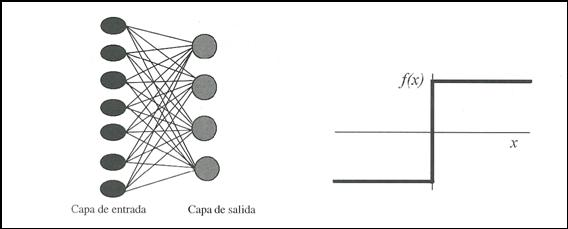 f(x)
x
Capa de entrada
Capa de salida